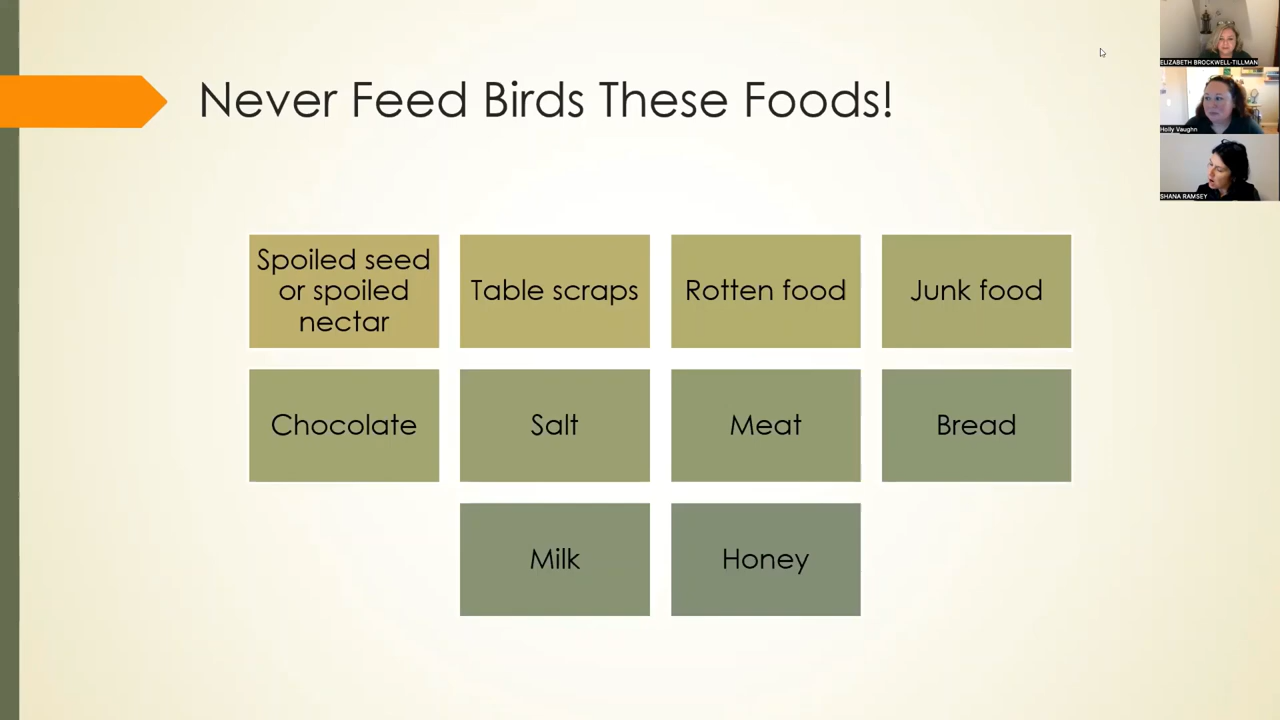 Never Feed Birds These Foods!
ELIZABETH BROCKWELL-TILLMAN
Holly Vaughn
SHANA RAMSEY
Spoiled seed
or spoiled
nectar
Table scraps
Rotten food
Junk food
Chocolate
Salt
Meat
Bread
Milk
Honey